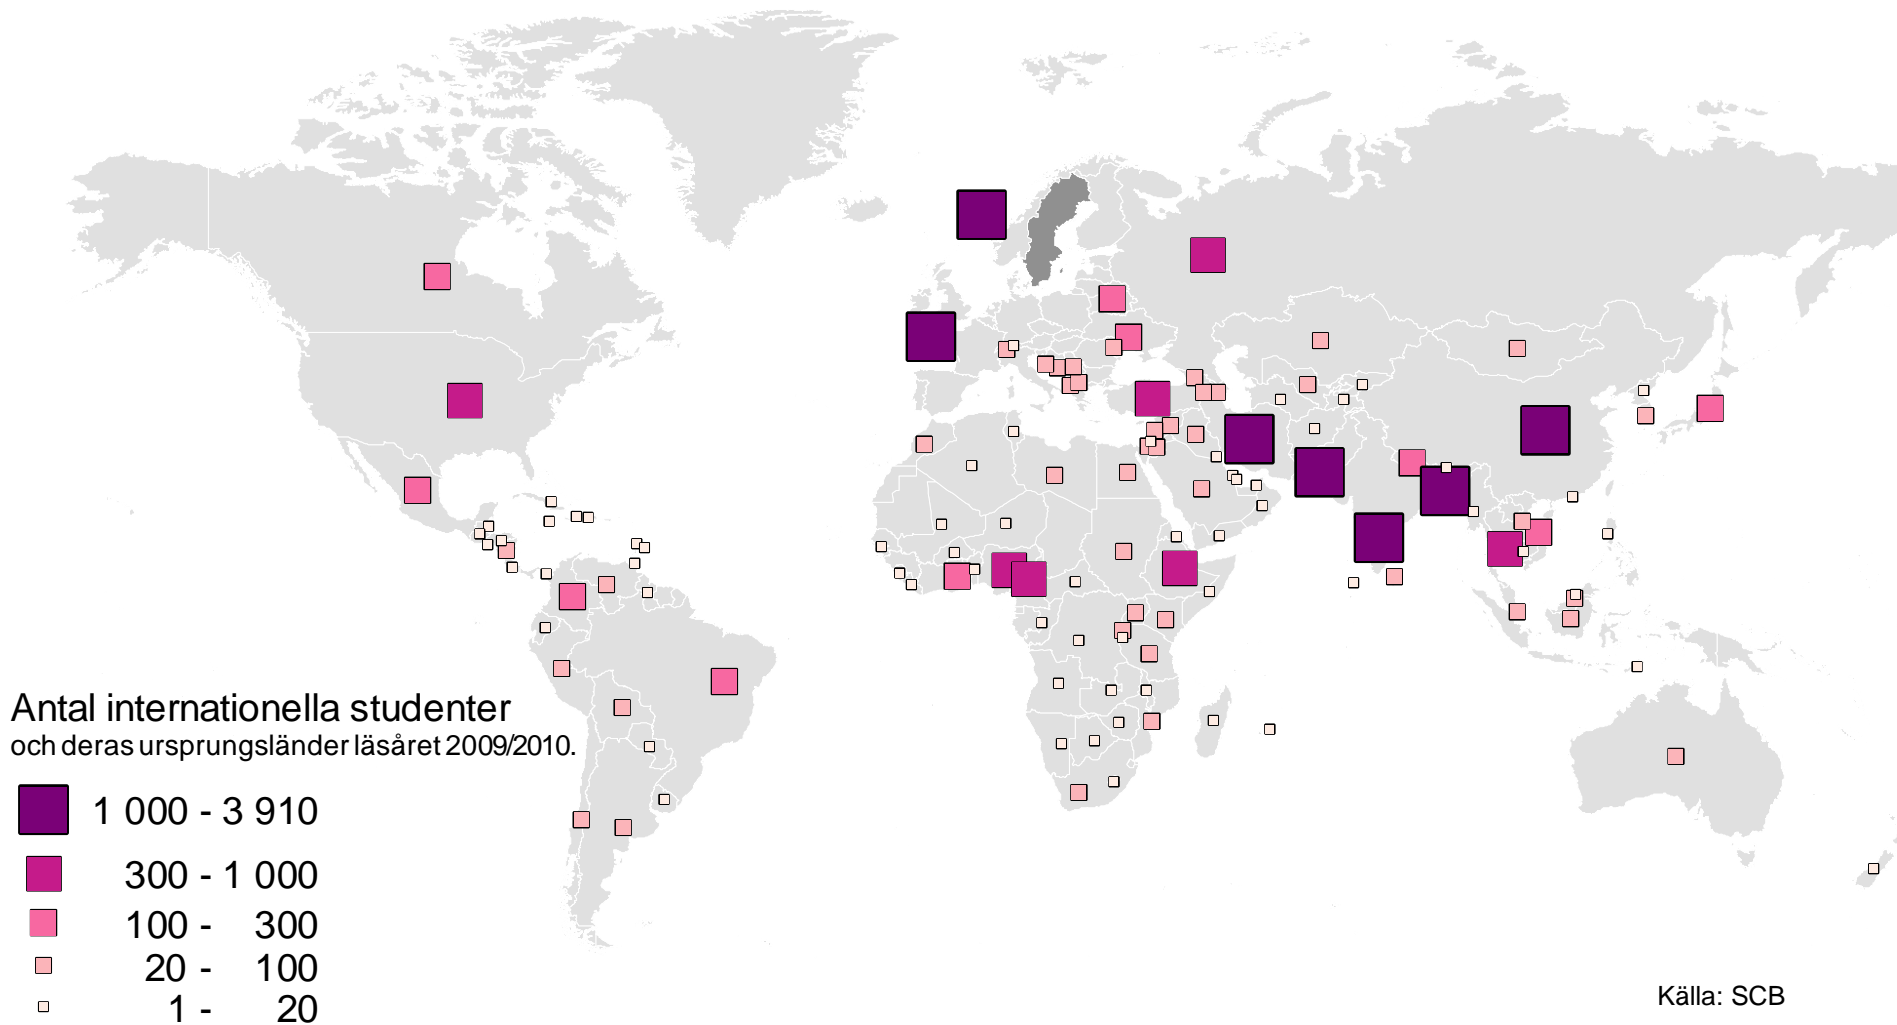 Antal internationella studenter
och deras ursprungsländer läsåret 2009/2010.
1 000 - 3 910
300 - 1 000
100 - 300
20 - 100
1 - 20
Källa: SCB